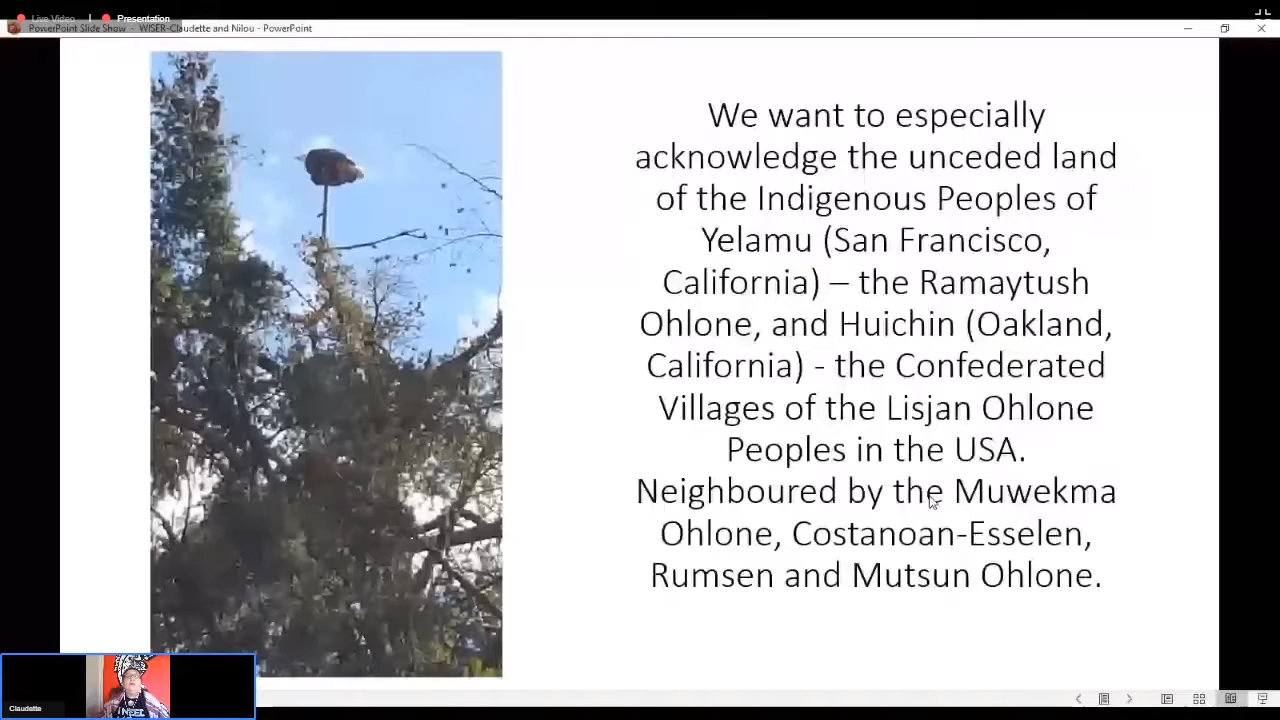 Live Video | Presentation
PowerPoint Slide Show - WISER-Claudette and Nilou - PowerPoint
We want to especially
acknowledge the unceded land
of the Indigenous Peoples of
Yelamu (San Francisco,
California) – the Ramaytush
Ohlone, and Huichin (Oakland,
California) - the Confederated
Villages of the Lisjan Ohlone
Peoples in the USA.
Neighboured by the Muwekma
Ohlone, Costanoan-Esselen,
Rumsen and Mutsun Ohlone.
Claudette